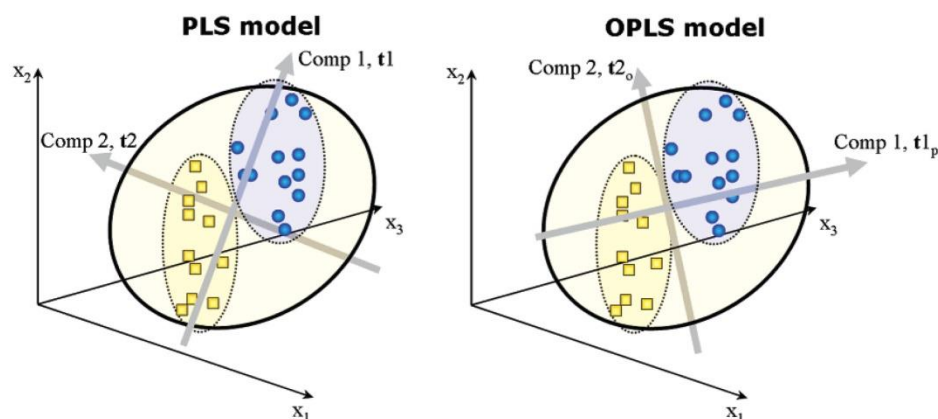 PLS model
x2
Comp 1, t1
Comp 2, t2
x3
x1
OPLS model
x2
Comp 2, t2o
Comp 1, t1p
x3
x1